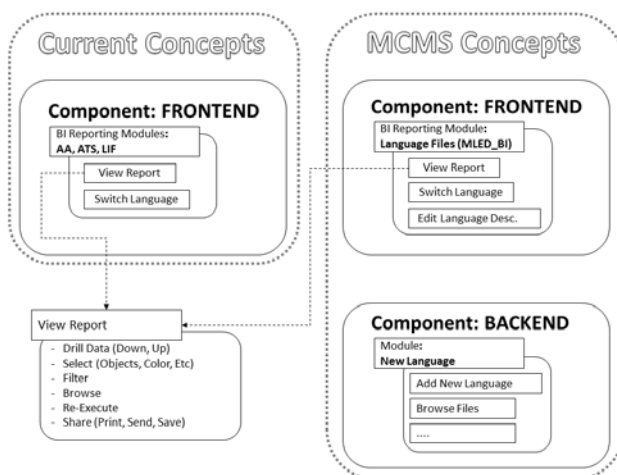 Current Concepts
Component: FRONTEND
BI Reporting Modules:
AA, ATS, LIF
View Report
Switch Language
View Report
- Drill Data (Down, Up)
- Select (Objects, Color, Etc)
- Filter
- Browse
- Re-Execute
- Share (Print, Send, Save)
MCMS Concepts
Component: FRONTEND
BI Reporting Module:
Language Files (MLED_BI)
View Report
Switch Language
Edit Language Desc.
Component: BACKEND
Module:
New Language
Add New Language
Browse Files
....